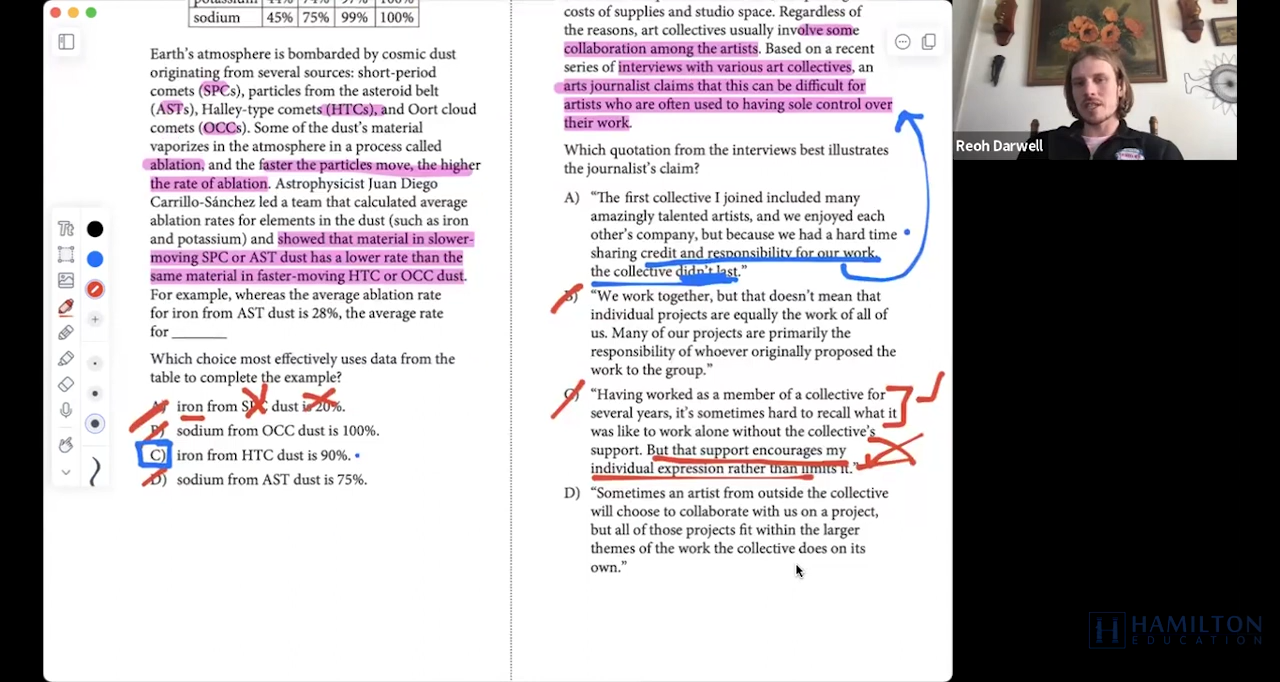 sodium 45% 75% 99% 100%
Earth's atmosphere is bombarded by cosmic dust
originating from several sources: short-period
comets (SPCs), particles from the asteroid belt
(ASTs), Halley-type comets (HTCs), and Oort cloud
comets (OCCs). Some of the dust's material
vaporizes in the atmosphere in a process called
ablation, and the faster the particles move, the higher
the rate of ablation. Astrophysicist Juan Diego
Carrillo-Sánchez led a team that calculated average
ablation rates for elements in the dust (such as iron
and potassium) and showed that material in slower-
moving SPC or AST dust has a lower rate than the
same material in faster-moving HTC or OCC dust.
For example, whereas the average ablation rate
for iron from AST dust is 28%, the average rate
for ________
Which choice most effectively uses data from the
table to complete the example?
A) iron from SPC dust is 20%.
B) sodium from OCC dust is 100%.
C) iron from HTC dust is 90%.
D) sodium from AST dust is 75%.
costs of supplies and studio space. Regardless of
the reasons, art collectives usually involve some
collaboration among the artists. Based on a recent
series of interviews with various art collectives, an
arts journalist claims that this can be difficult for
artists who are often used to having sole control over
their work.
Which quotation from the interviews best illustrates
the journalist's claim?
A) “The first collective I joined included many
amazingly talented artists, and we enjoyed each
other's company, but because we had a hard time
sharing credit and responsibility for our work,
the collective didn't last.”
B) “We work together, but that doesn't mean that
individual projects are equally the work of all of
us. Many of our projects are primarily the
responsibility of whoever originally proposed the
work to the group.”
C) “Having worked as a member of a collective for
several years, it's sometimes hard to recall what it
was like to work alone without the collective's
support. But that support encourages my
individual expression rather than limits it.”
D) “Sometimes an artist from outside the collective
will choose to collaborate with us on a project,
but all of those projects fit within the larger
themes of the work the collective does on its
own.”
Tt
Reoh Darwell
H HAMILTON
EDUCATION